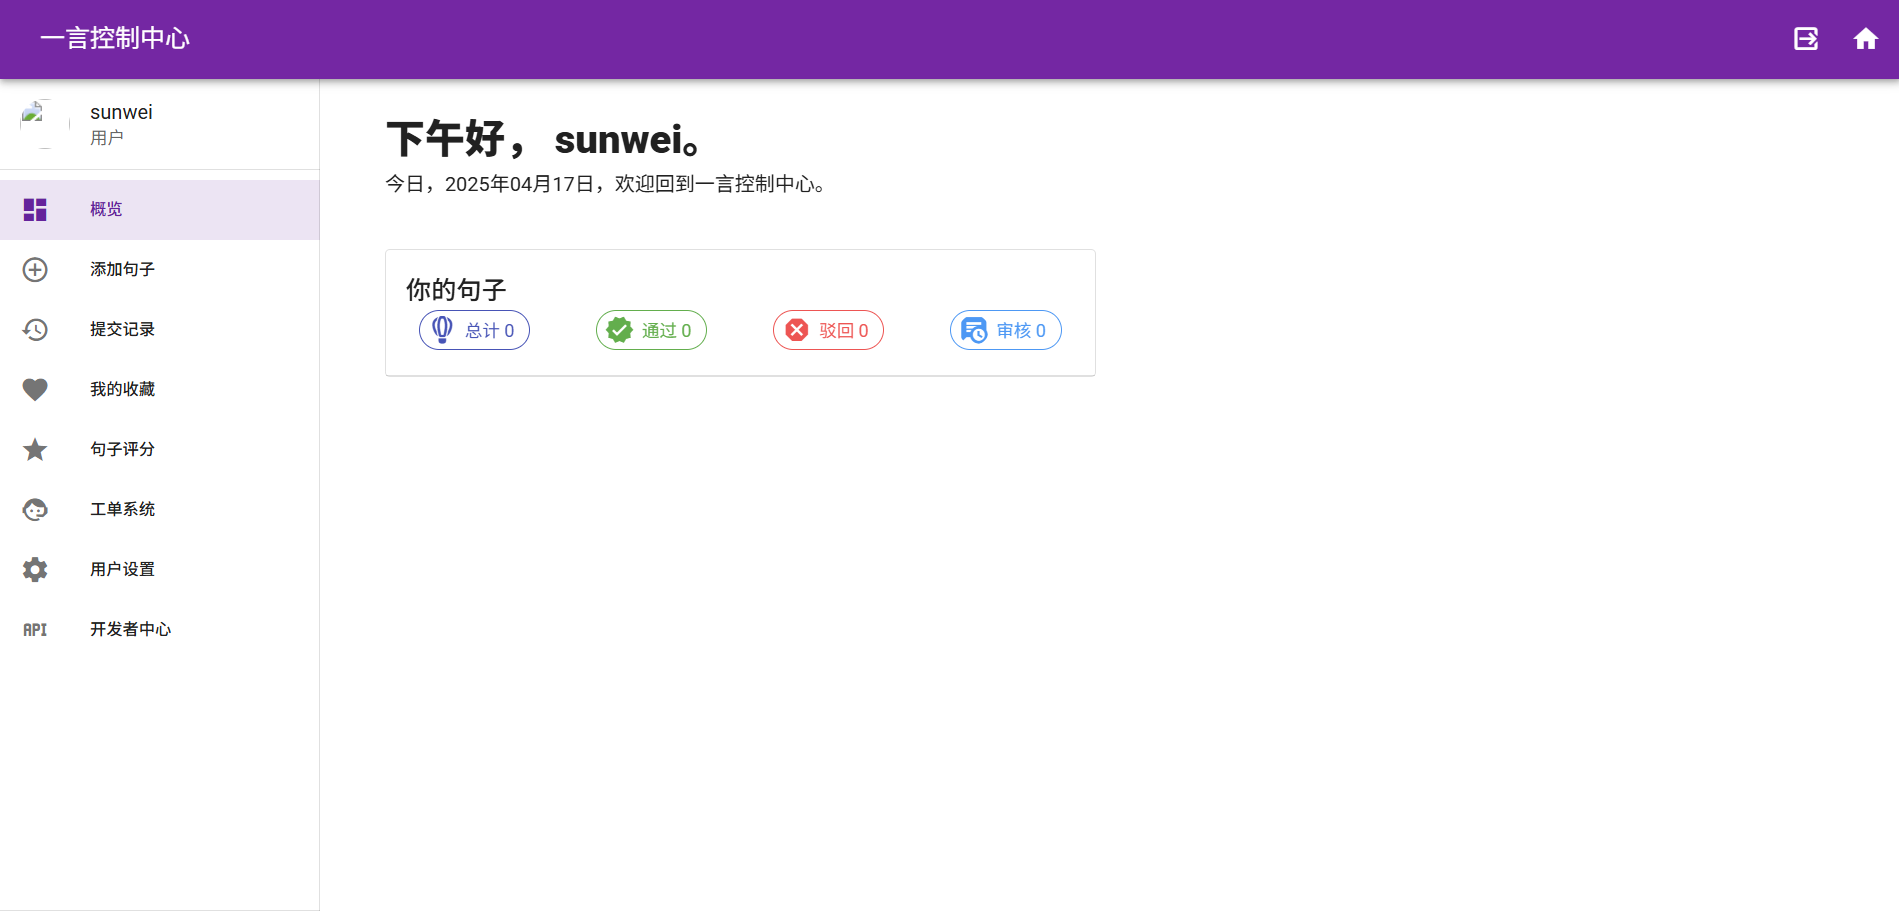 一言控制中心
sunwei
用户
概览
添加句子
提交记录
我的收藏
句子评分
工单系统
用户设置
API 开发者中心
下午好， sunwei。
今日，2025年04月17日，欢迎回到一言控制中心。
你的句子
总计 0 通过 0 驳回 0 审核 0